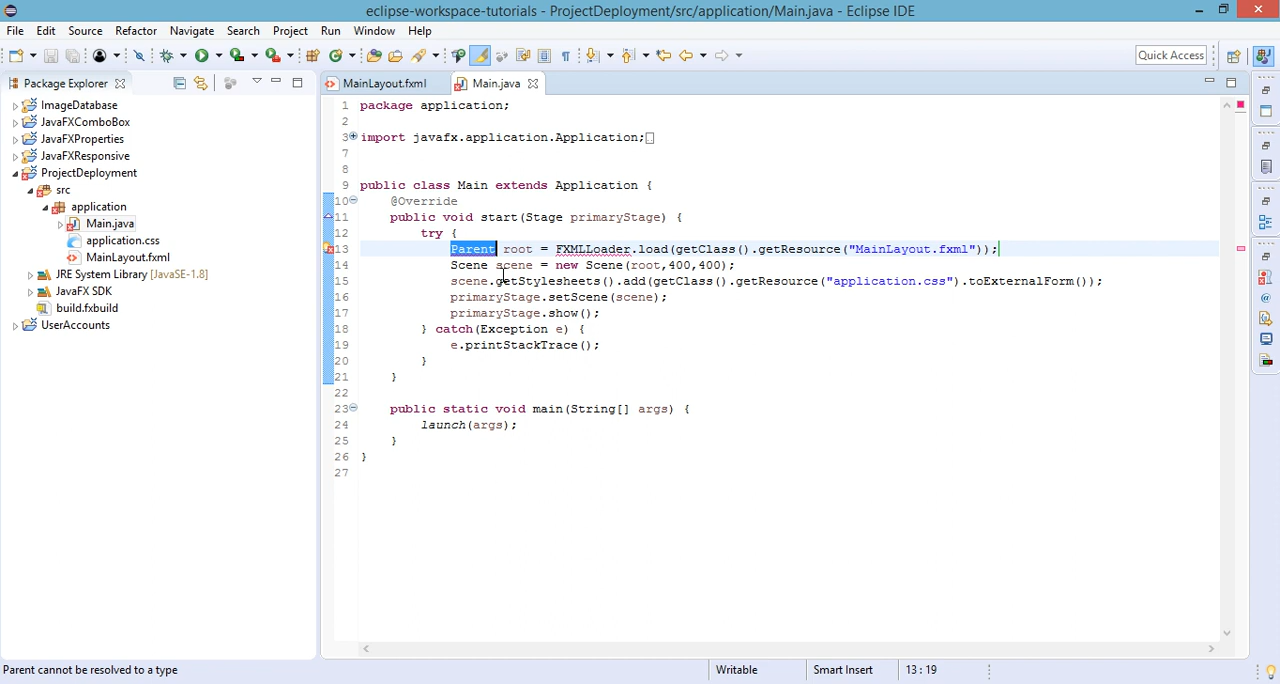 eclipse-workspace-tutorials - ProjectDeployment/src/application/Main.java - Eclipse IDE
File Edit Source Refactor Navigate Search Project Run Window Help
Quick Access
Package Explorer
MainLayout.fxml
Main.java
ImageDatabase
JavaFXComboBox
JavaFXProperties
JavaFXResponsive
ProjectDeployment
src
application
Main.java
application.css
MainLayout.fxml
JRE System Library [JavaSE-1.8]
JavaFX SDK
build.fxbuild
UserAccounts
1 package application;
2
3 import javafx.application.Application;
7
8
9 public class Main extends Application {
10 @Override
11 public void start(Stage primaryStage) {
12 try {
13 Parent root = FXMLLoader.load(getClass().getResource("MainLayout.fxml"));
14 Scene scene = new Scene(root,400,400);
15 scene.getStylesheets().add(getClass().getResource("application.css").toExternalForm());
16 primaryStage.setScene(scene);
17 primaryStage.show();
18 } catch(Exception e) {
19 e.printStackTrace();
20 }
21 }
22
23 public static void main(String[] args) {
24 launch(args);
25 }
26 }
27
Parent cannot be resolved to a type
Writable
Smart Insert
13 : 19